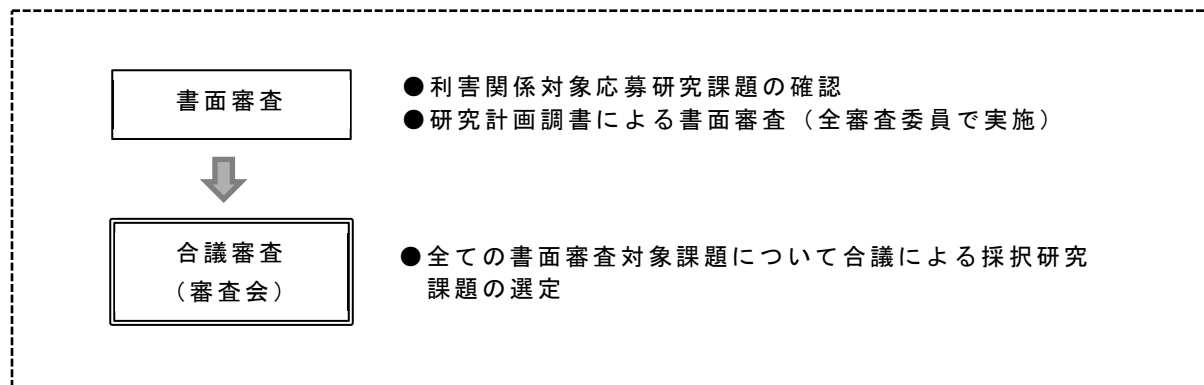 書面審査
●利害関係対象応募研究課題の確認
●研究計画調書による書面審査（全審査委員で実施）
合議審査
（審査会）
●全ての書面審査対象課題について合議による採択研究
課題の選定